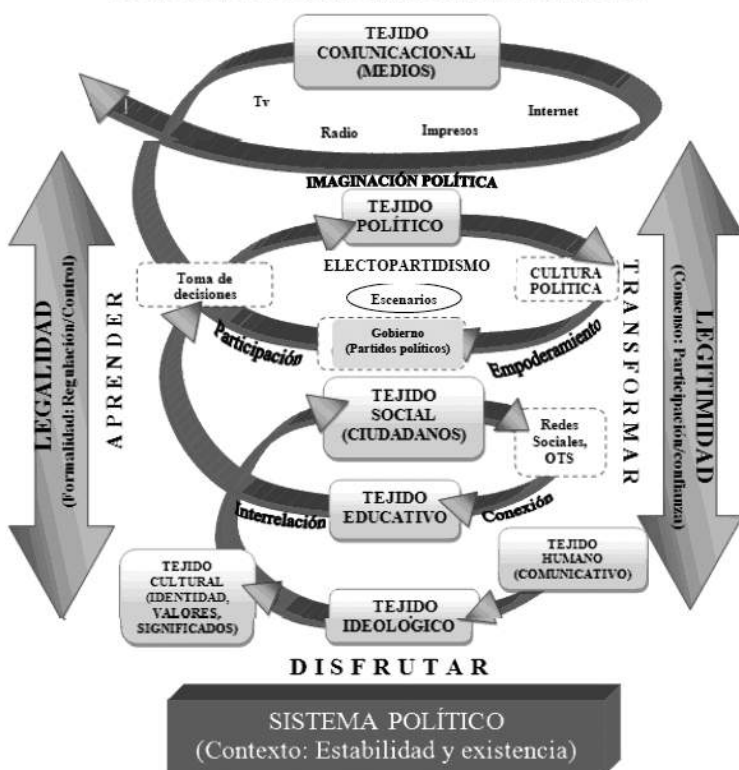 TEJIDO
COMUNICACIONAL
(MEDIOS)
Tv
Radio
Impresos
Internet
IMAGINACIÓN POLÍTICA
TEJIDO
POLÍTICO
ELECTOPARTIDISMO
Escenarios
Toma de
decisiones
CULTURA
POLÍTICA
Gobierno
(Partidos políticos)
Participación
Empoderamiento
LEGALIDAD
(Formalidad: Regulación/Control)
APRENDER
TRANSFORMAR
LEGITIMIDAD
(Consenso: Participación/confianza)
TEJIDO
SOCIAL
(CIUDADANOS)
Redes
Sociales,
OTS
Interrelación
TEJIDO
EDUCATIVO
Conexión
TEJIDO
CULTURAL
(IDENTIDAD,
VALORES,
SIGNIFICADOS)
TEJIDO
IDEOLÓGICO
TEJIDO
HUMANO
(COMUNICATIVO)
DISFRUTAR
SISTEMA POLÍTICO
(Contexto: Estabilidad y existencia)